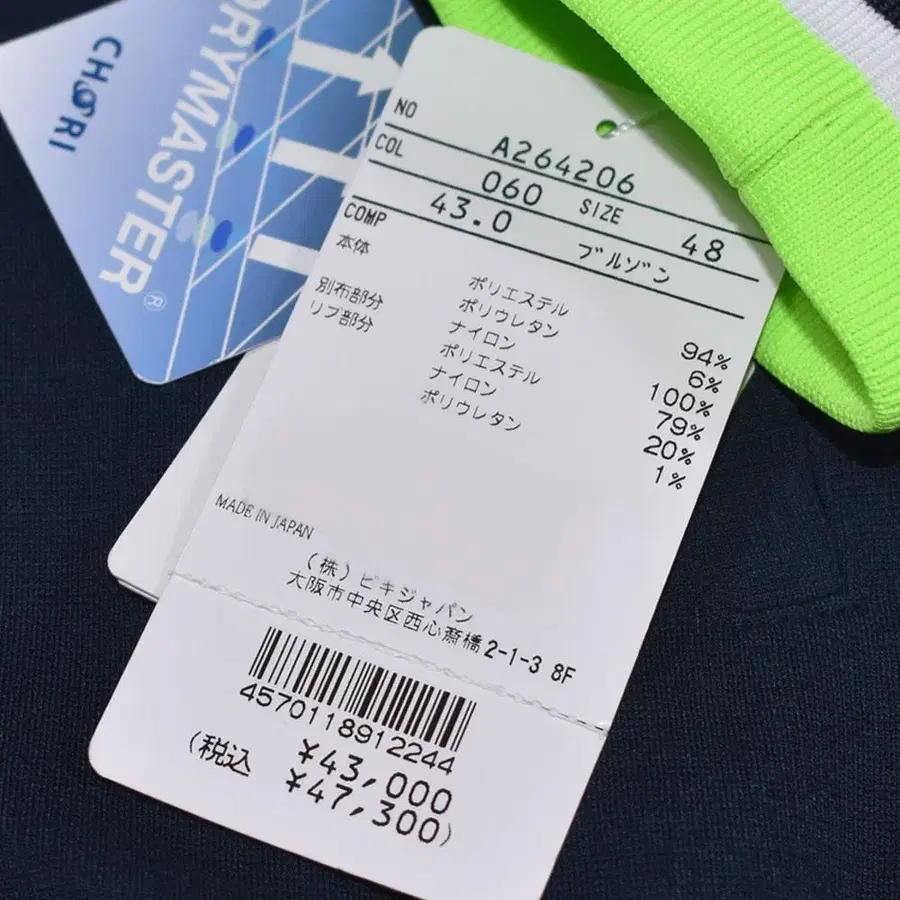 CHORI
DRYMASTER®
NO A264206
COL 060 SIZE 48
43.0 ブルゾン
COMP
本体 ポリエステル 94%
ポリウレタン 6%
別布部分 ナイロン 100%
リブ部分 ポリエステル 79%
ナイロン 20%
ポリウレタン 1%
MADE IN JAPAN
(株)ピキジャパン
大阪市中央区西心斎橋2-1-3 8F
4570118912244
¥43,000
(税込 ¥47,300)